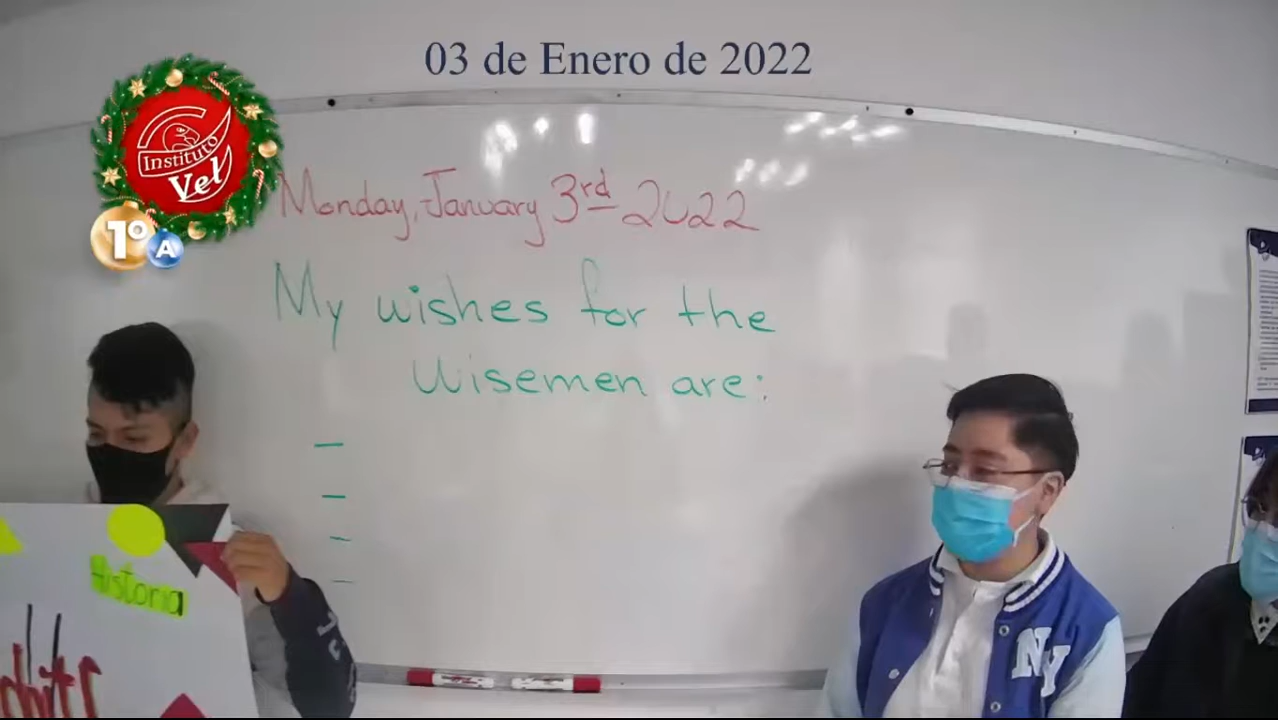 03 de Enero de 2022
Instituto
Vel
1º A
Monday, January 3rd 2022
My wishes for the
Wisemen are:
-
-
-
-
Historia
NY